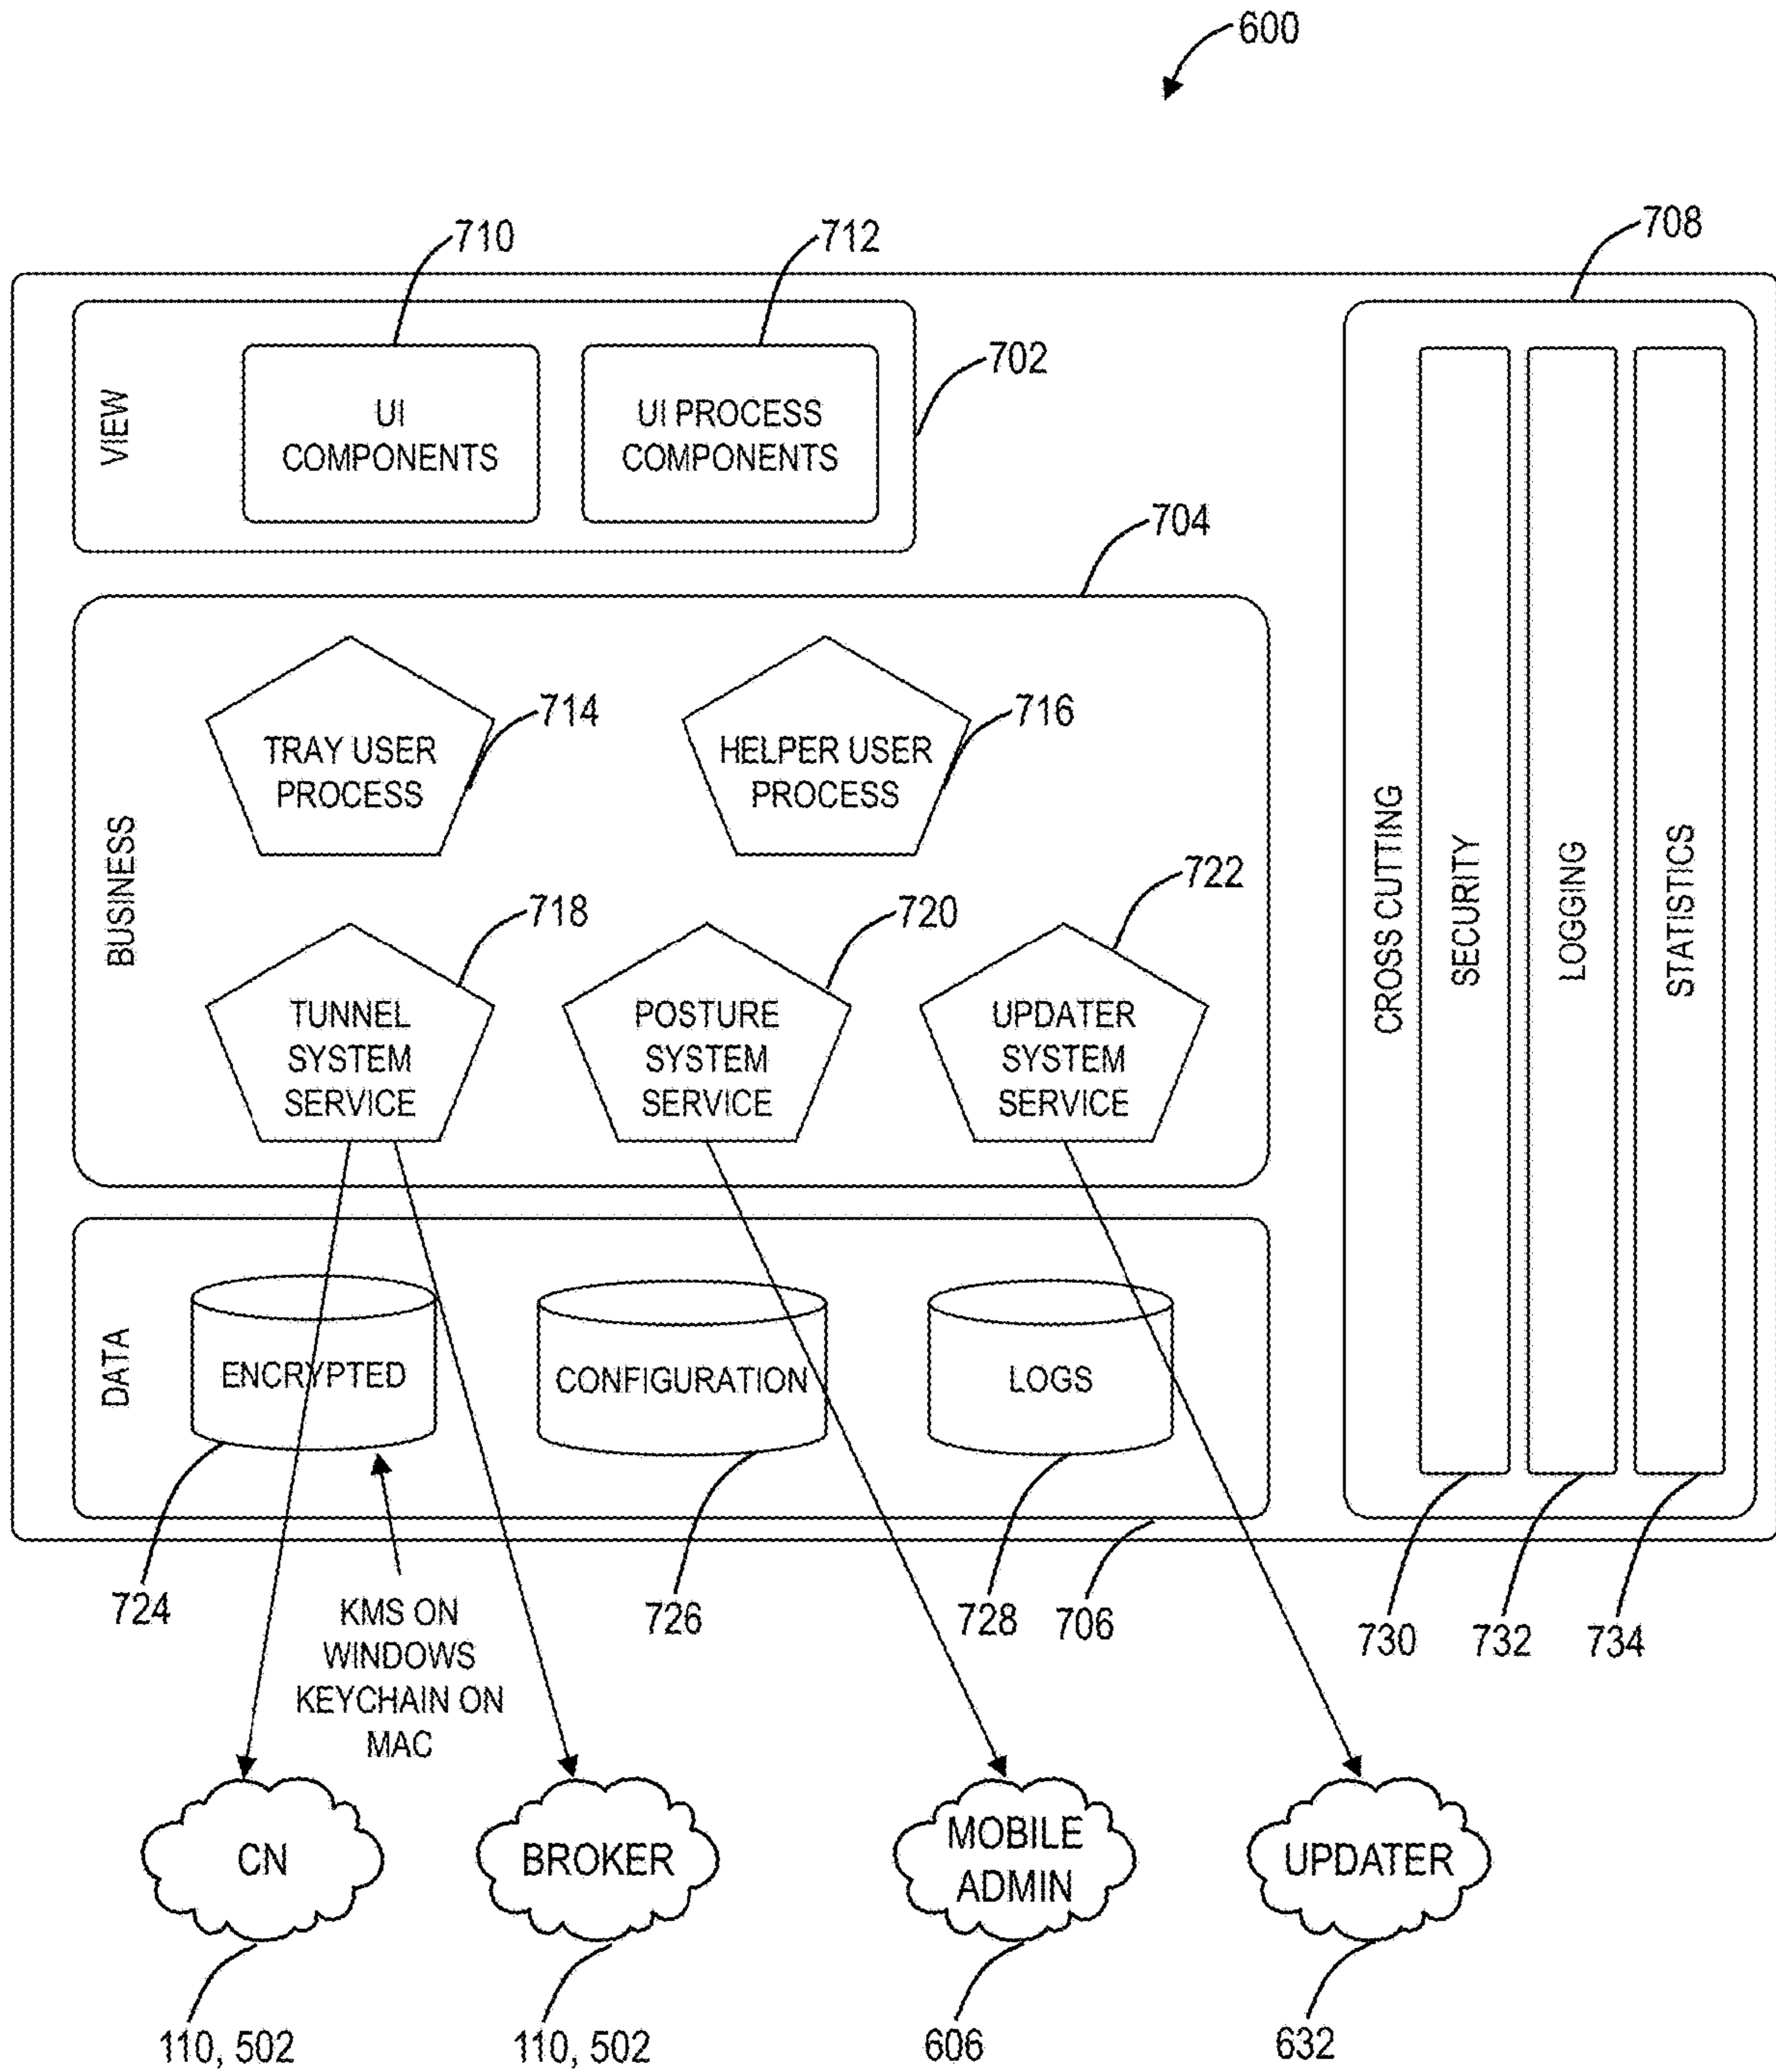 600
710
712
708
VIEW
UI
COMPONENTS
UI PROCESS
COMPONENTS
702
704
BUSINESS
TRAY USER
PROCESS
714
HELPER USER
PROCESS
716
TUNNEL
SYSTEM
SERVICE
718
POSTURE
SYSTEM
SERVICE
720
UPDATER
SYSTEM
SERVICE
722
CROSS CUTTING
SECURITY
LOGGING
STATISTICS
DATA
ENCRYPTED
CONFIGURATION
LOGS
724
KMS ON
WINDOWS
KEYCHAIN ON
MAC
726
728
706
730
732
734
CN
BROKER
MOBILE
ADMIN
UPDATER
110, 502
110, 502
606
632